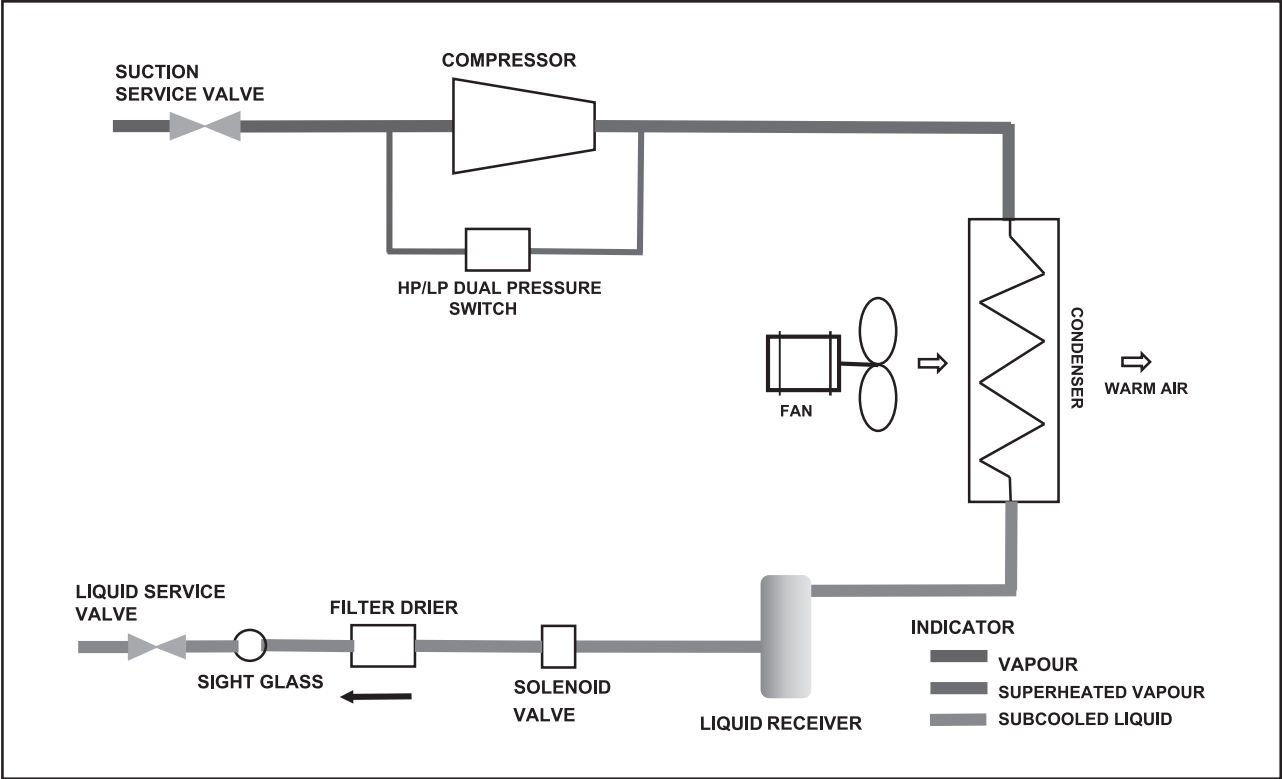 COMPRESSOR
SUCTION
SERVICE VALVE
HP/LP DUAL PRESSURE
SWITCH
CONDENSER
FAN
WARM AIR
LIQUID SERVICE
VALVE
FILTER DRIER
SIGHT GLASS
SOLENOID
VALVE
LIQUID RECEIVER
INDICATOR
VAPOUR
SUPERHEATED VAPOUR
SUBCOOLED LIQUID